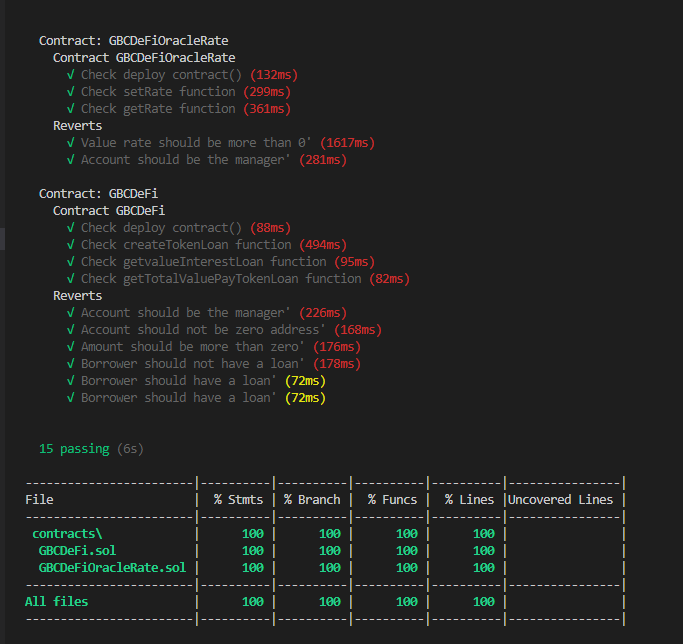 Contract: GBCDeFiOracleRate
Contract GBCDeFiOracleRate
√ Check deploy contract() (132ms)
√ Check setRate function (299ms)
√ Check getRate function (361ms)
Reverts
√ Value rate should be more than 0' (1617ms)
√ Account should be the manager' (281ms)
Contract: GBCDeFi
Contract GBCDeFi
√ Check deploy contract() (88ms)
√ Check createTokenLoan function (494ms)
√ Check getvalueInterestLoan function (95ms)
√ Check getTotalValuePayTokenLoan function (82ms)
Reverts
√ Account should be the manager' (226ms)
√ Account should not be zero address' (168ms)
√ Amount should be more than zero' (176ms)
√ Borrower should not have a loan' (178ms)
√ Borrower should have a loan' (72ms)
√ Borrower should have a loan' (72ms)
15 passing (6s)
------------------------|----------|----------|----------|----------|----------------|
File | % Stmts | % Branch | % Funcs | % Lines |Uncovered Lines |
------------------------|----------|----------|----------|----------|----------------|
contracts\ | 100 | 100 | 100 | 100 | |
GBCDeFi.sol | 100 | 100 | 100 | 100 | |
GBCDeFiOracleRate.sol | 100 | 100 | 100 | 100 | |
------------------------|----------|----------|----------|----------|----------------|
All files | 100 | 100 | 100 | 100 | |
------------------------|----------|----------|----------|----------|----------------|